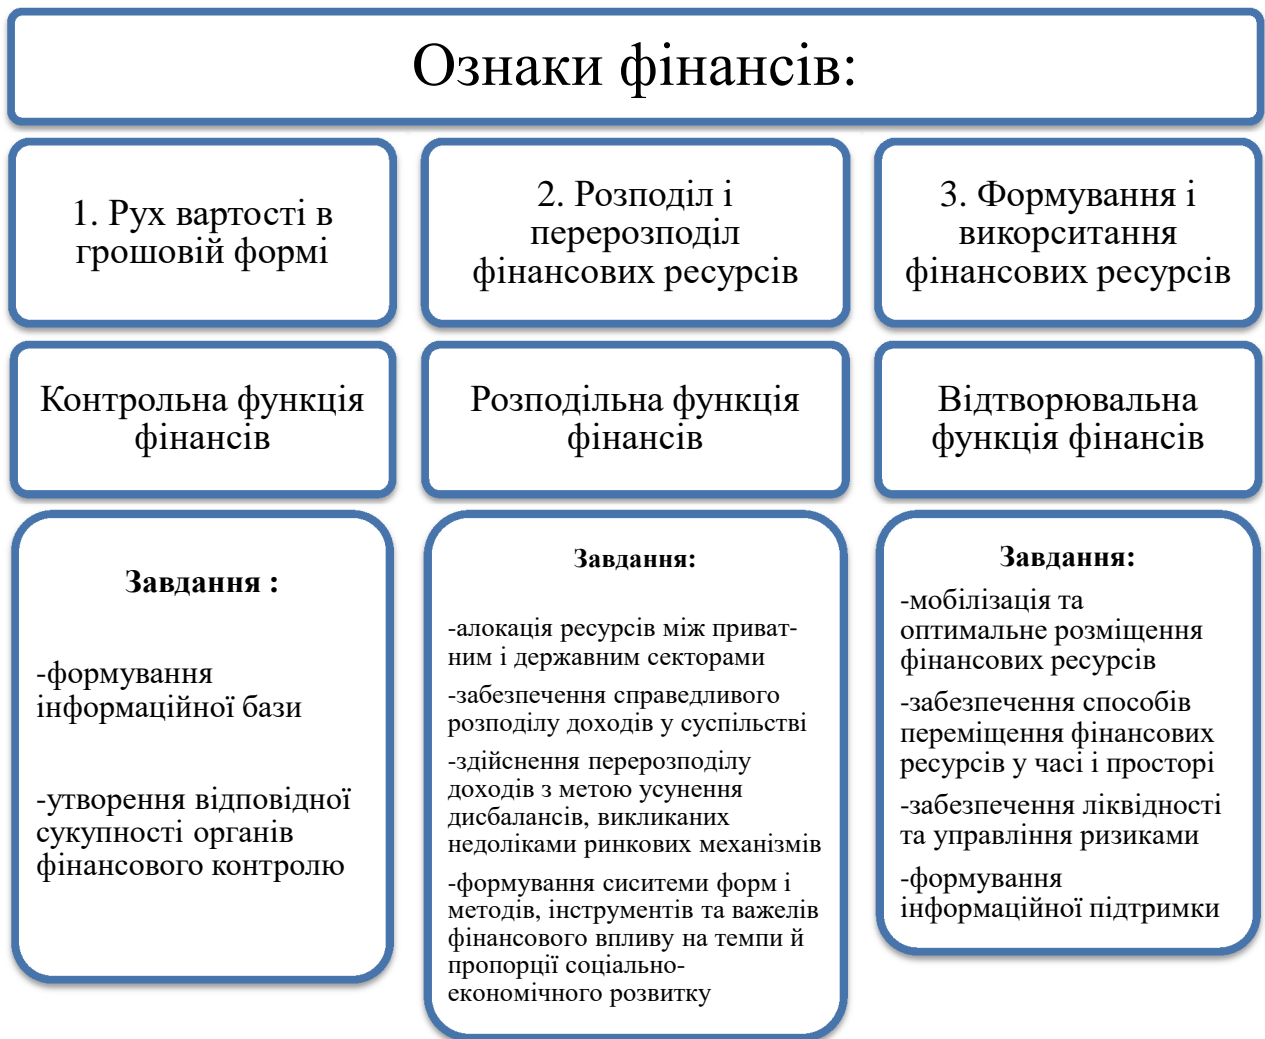 Ознаки фінансів:
1. Рух вартості в
грошовій формі
2. Розподіл і
перерозподіл
фінансових ресурсів
3. Формування і
викорситання
фінансових ресурсів
Контрольна функція
фінансів
Розподільна функція
фінансів
Відтворювальна
функція фінансів
Завдання :
-формування
інформаційної бази
-утворення відповідної
сукупності органів
фінансового контролю
Завдання:
-алокація ресурсів між приват-
ним і державним секторами
-забезпечення справедливого
розподілу доходів у суспільстві
-здійснення перерозподілу
доходів з метою усунення
дисбалансів, викликаних
недоліками ринкових механізмів
-формування сиситеми форм і
методів, інструментів та важелів
фінансового впливу на темпи й
пропорції соціально-
економічного розвитку
Завдання:
-мобілізація та
оптимальне розміщення
фінансових ресурсів
-забезпечення способів
переміщення фінансових
ресурсів у часі і просторі
-забезпечення ліквідності
та управління ризиками
-формування
інформаційної підтримки